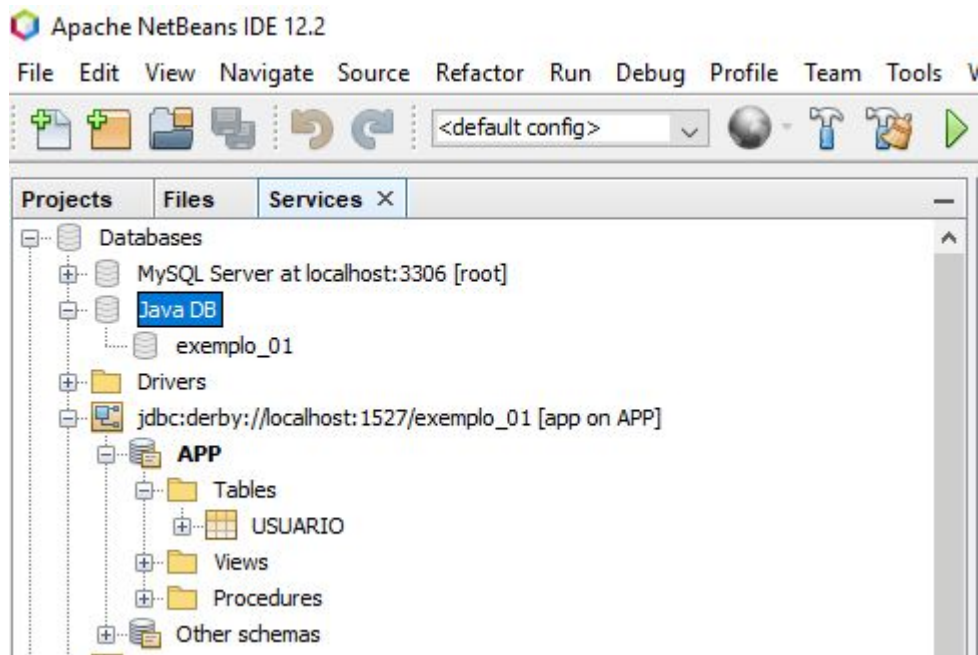 Apache NetBeans IDE 12.2
File Edit View Navigate Source Refactor Run Debug Profile Team Tools
<default config>
Projects Files Services
Databases
MySQL Server at localhost:3306 [root]
Java DB
exemplo_01
Drivers
jdbc:derby://localhost:1527/exemplo_01 [app on APP]
APP
Tables
USUARIO
Views
Procedures
Other schemas